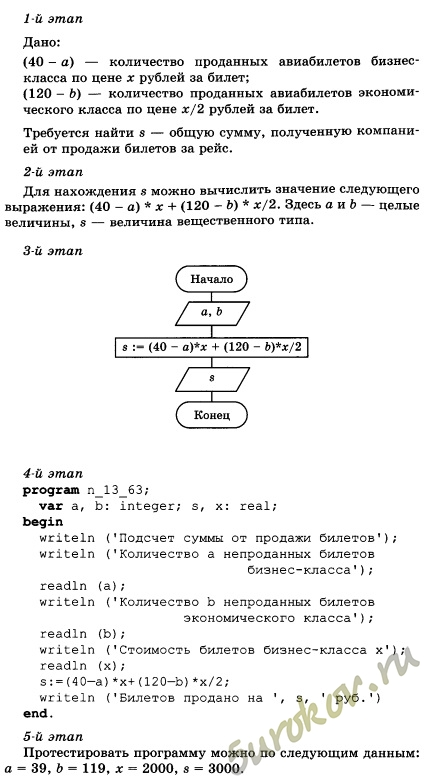 1-й этап
Дано:
(40 – a) — количество проданных авиабилетов бизнес-
класса по цене x рублей за билет;
(120 – b) — количество проданных авиабилетов экономи-
ческого класса по цене x/2 рублей за билет.
Требуется найти s — общую сумму, полученную компани-
ей от продажи билетов за рейс.
2-й этап
Для нахождения s можно вычислить значение следующего
выражения: (40 – a) * x + (120 – b) * x/2. Здесь a и b — целые
величины, s — величина вещественного типа.
3-й этап
Начало
a, b
s := (40 – a)*x + (120 – b)*x/2
s
Конец
4-й этап
program n_13_63;
var a, b: integer; s, x: real;
begin
writeln ('Подсчет суммы от продажи билетов');
writeln ('Количество a непроданных билетов
бизнес-класса');
readln (a);
writeln ('Количество b непроданных билетов
экономического класса');
readln (b);
writeln ('Стоимость билетов бизнес-класса x');
readln (x);
s:=(40–a)*x+(120–b)*x/2;
writeln ('Билетов продано на ', s, ' руб.')
end.
5-й этап
Протестировать программу можно по следующим данным:
a = 39, b = 119, x = 2000, s = 3000.
5urokov.ru